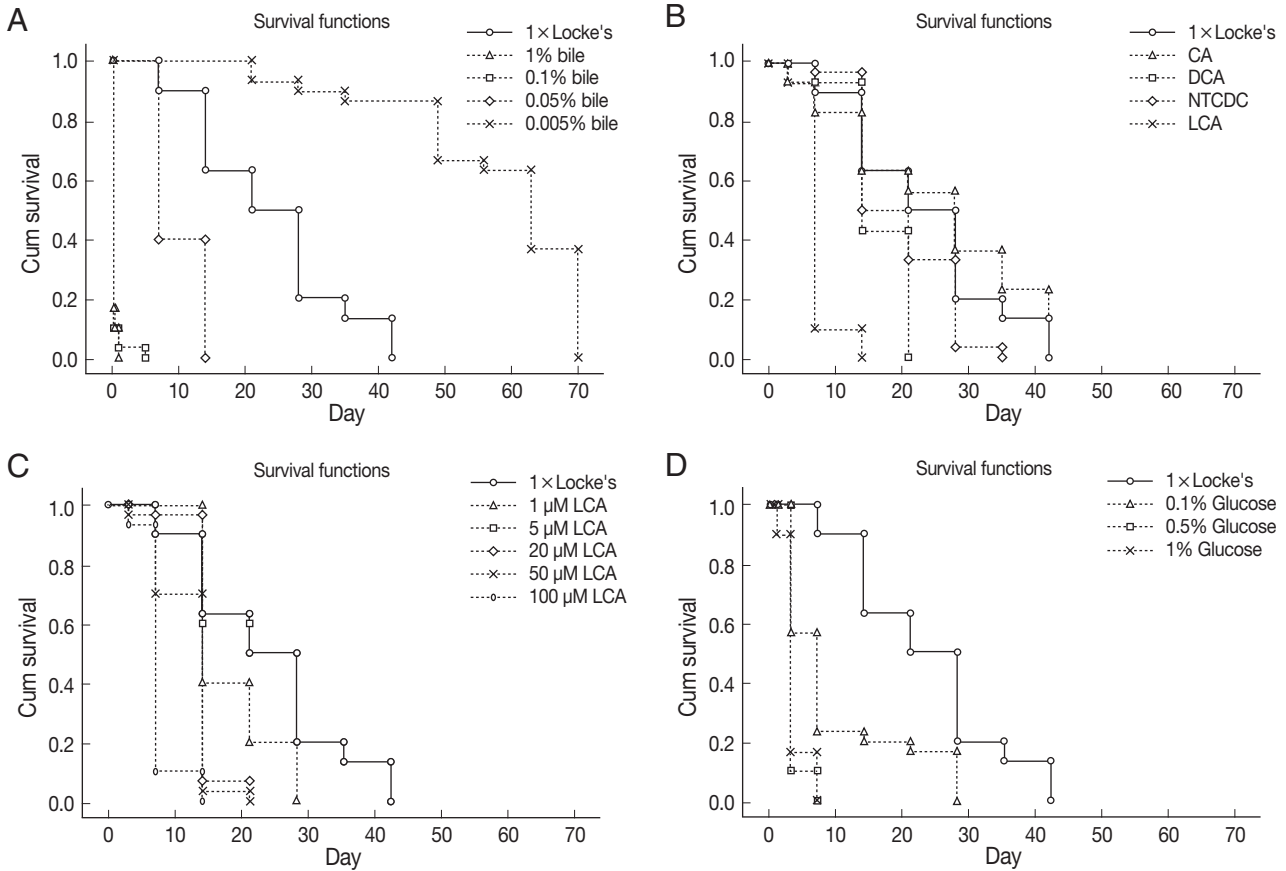 A
Survival functions
1×Locke's
1% bile
0.1% bile
0.05% bile
0.005% bile
1.0
0.8
0.6
0.4
0.2
0.0
Cum survival
0 10 20 30 40 50 60 70
Day
B
Survival functions
1×Locke's
CA
DCA
NTCDC
LCA
1.0
0.8
0.6
0.4
0.2
0.0
Cum survival
0 10 20 30 40 50 60 70
Day
C
Survival functions
1×Locke's
1 µM LCA
5 µM LCA
20 µM LCA
50 µM LCA
100 µM LCA
1.0
0.8
0.6
0.4
0.2
0.0
Cum survival
0 10 20 30 40 50 60 70
Day
D
Survival functions
1×Locke's
0.1% Glucose
0.5% Glucose
1% Glucose
1.0
0.8
0.6
0.4
0.2
0.0
Cum survival
0 10 20 30 40 50 60 70
Day